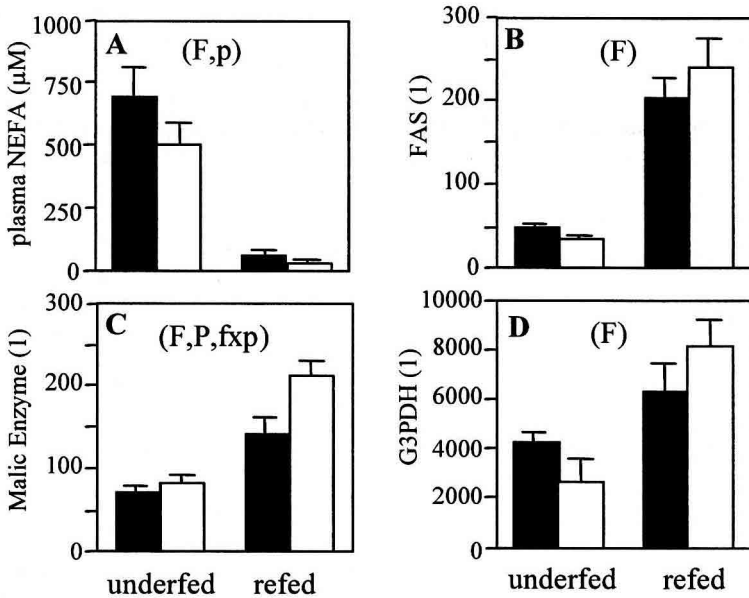 A (F,p)
plasma NEFA (µM)
1000
750
500
250
0
B (F)
FAS (1)
300
200
100
0
C (F,P,fxp)
Malic Enzyme (1)
300
200
100
0
underfed refed
D (F)
G3PDH (1)
10000
8000
6000
4000
2000
0
underfed refed